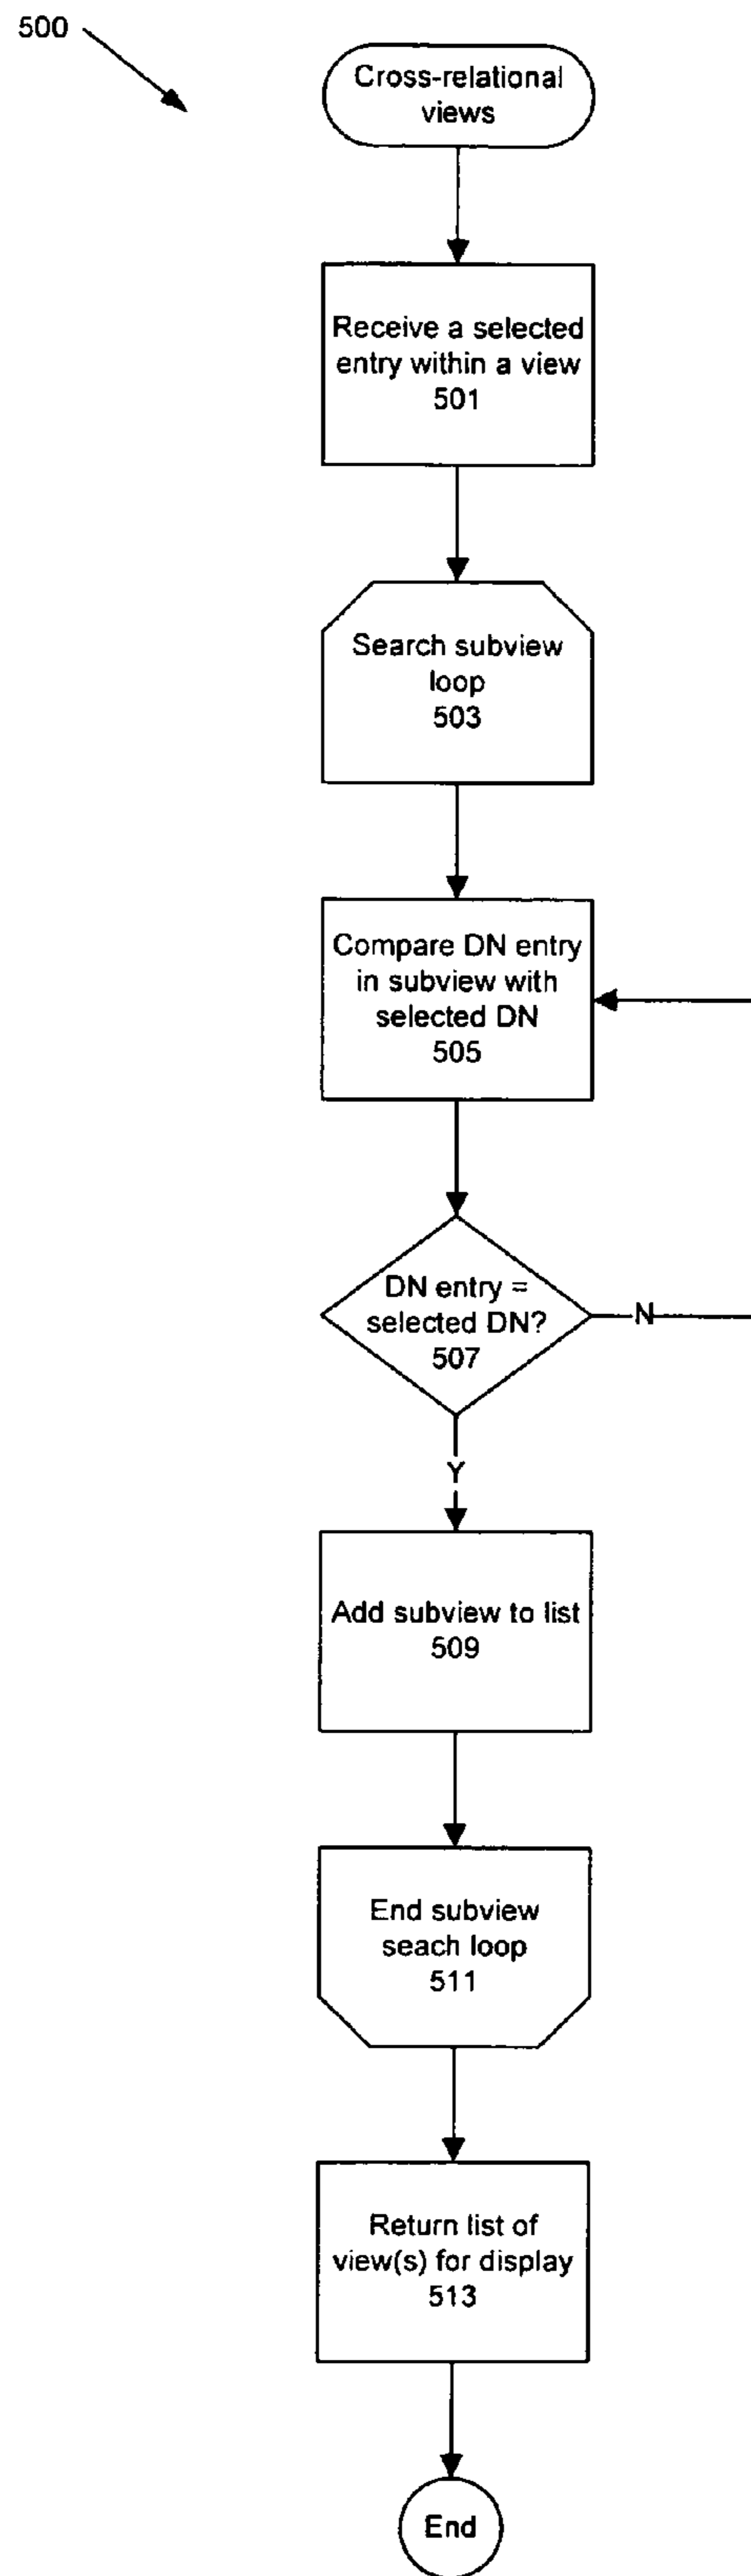 500
Cross-relational
views
Receive a selected
entry within a view
501
Search subview
loop
503
Compare DN entry
in subview with
selected DN
505
DN entry =
selected DN?
507
N
Y
Add subview to list
509
End subview
seach loop
511
Return list of
view(s) for display
513
End